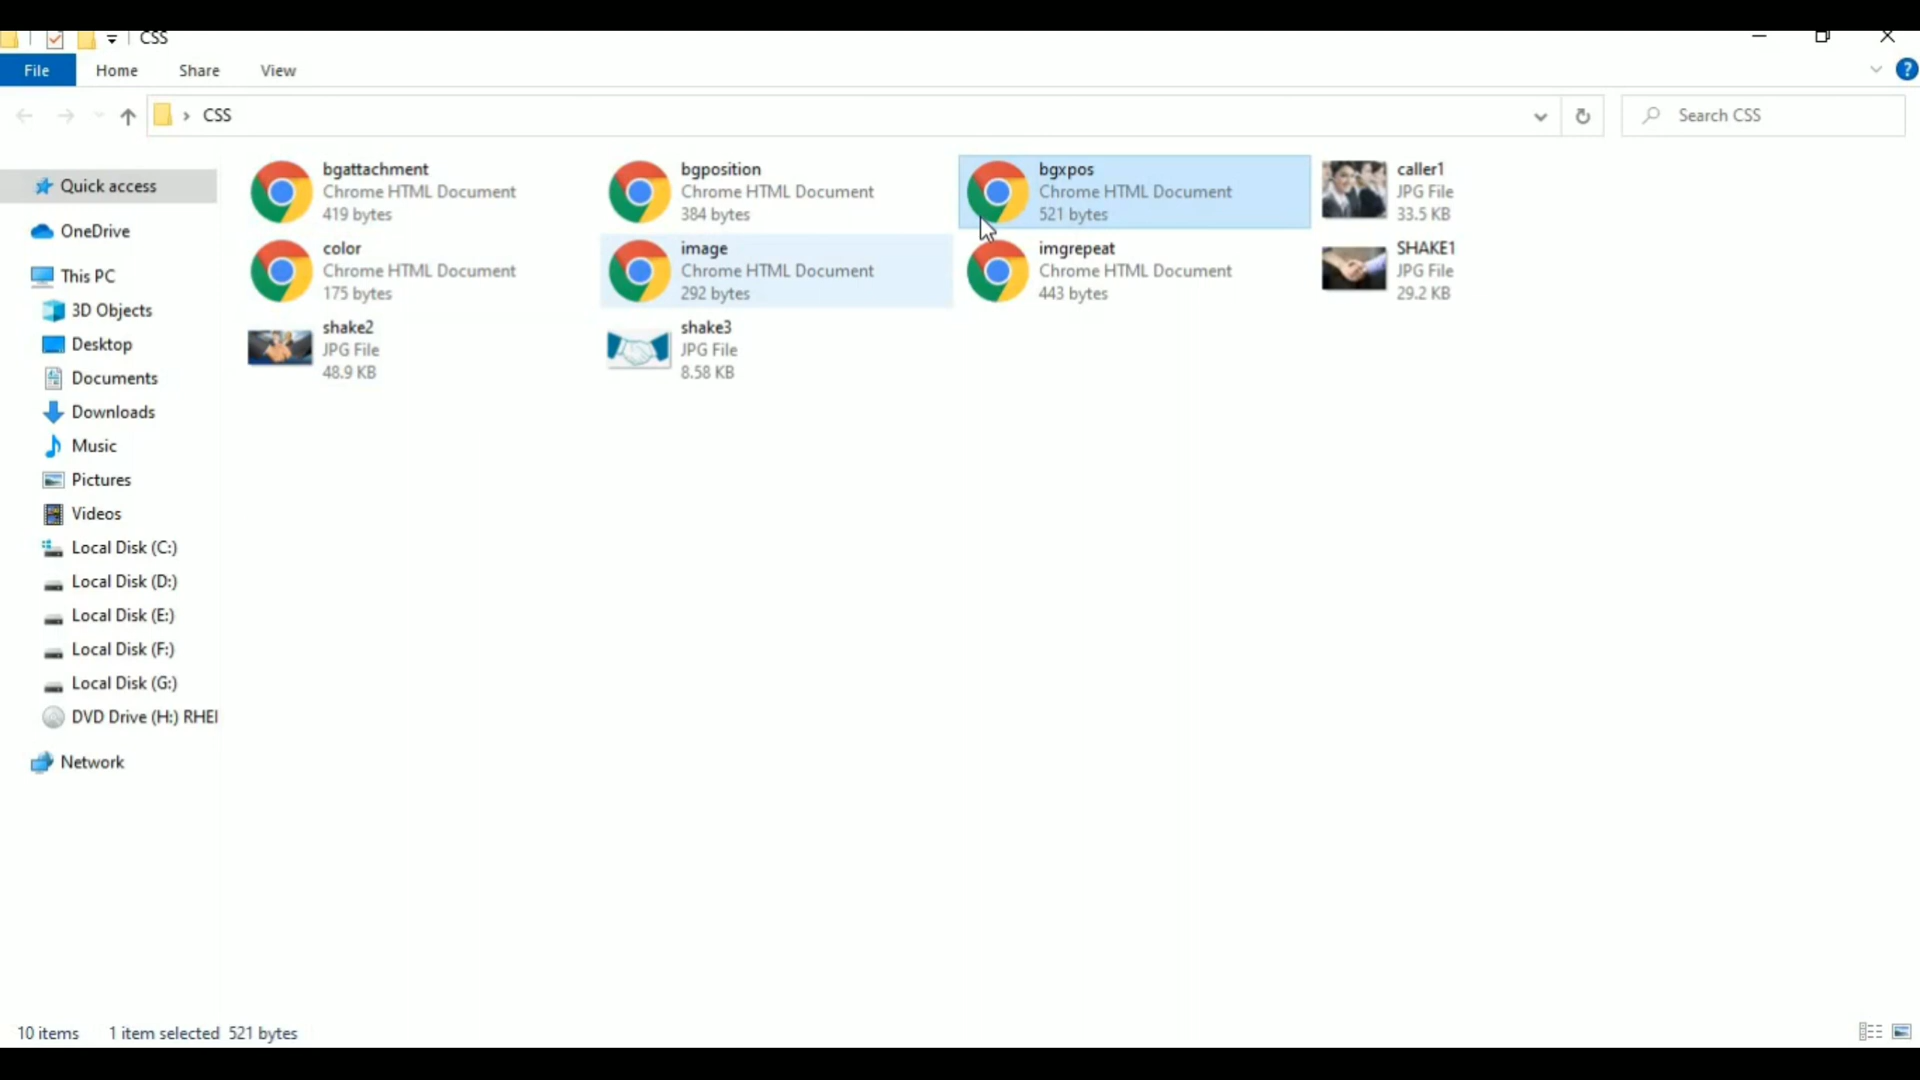 CSS
File Home Share View
CSS
Search CSS
Quick access
OneDrive
This PC
3D Objects
Desktop
Documents
Downloads
Music
Pictures
Videos
Local Disk (C:)
Local Disk (D:)
Local Disk (E:)
Local Disk (F:)
Local Disk (G:)
DVD Drive (H:) RHEI
Network
bgattachment
Chrome HTML Document
419 bytes
bgposition
Chrome HTML Document
384 bytes
bgxpos
Chrome HTML Document
521 bytes
caller1
JPG File
33.5 KB
color
Chrome HTML Document
175 bytes
image
Chrome HTML Document
292 bytes
imgrepeat
Chrome HTML Document
443 bytes
SHAKE1
JPG File
29.2 KB
shake2
JPG File
48.9 KB
shake3
JPG File
8.58 KB
10 items 1 item selected 521 bytes